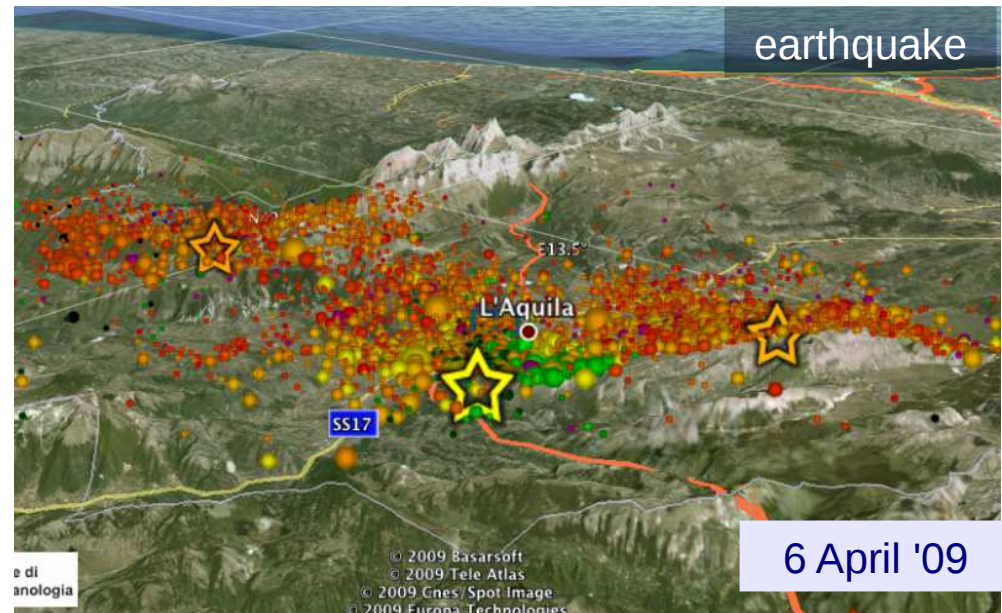 earthquake
E13.5°
L'Aquila
SS17
6 April '09
© 2009 Basarsoft
© 2009 Tele Atlas
© 2009 Cnes/Spot Image
© 2009 Europa Technologies
e di
anologia